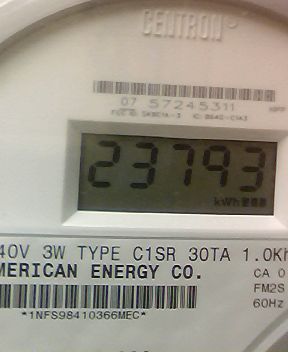 CENTRON
07 57245311
23793
kWh
40V 3W TYPE C1SR 30TA 1.0Kh
MERICAN ENERGY CO.
CA 0
FM2S
60Hz
*1NFS98410366MEC*